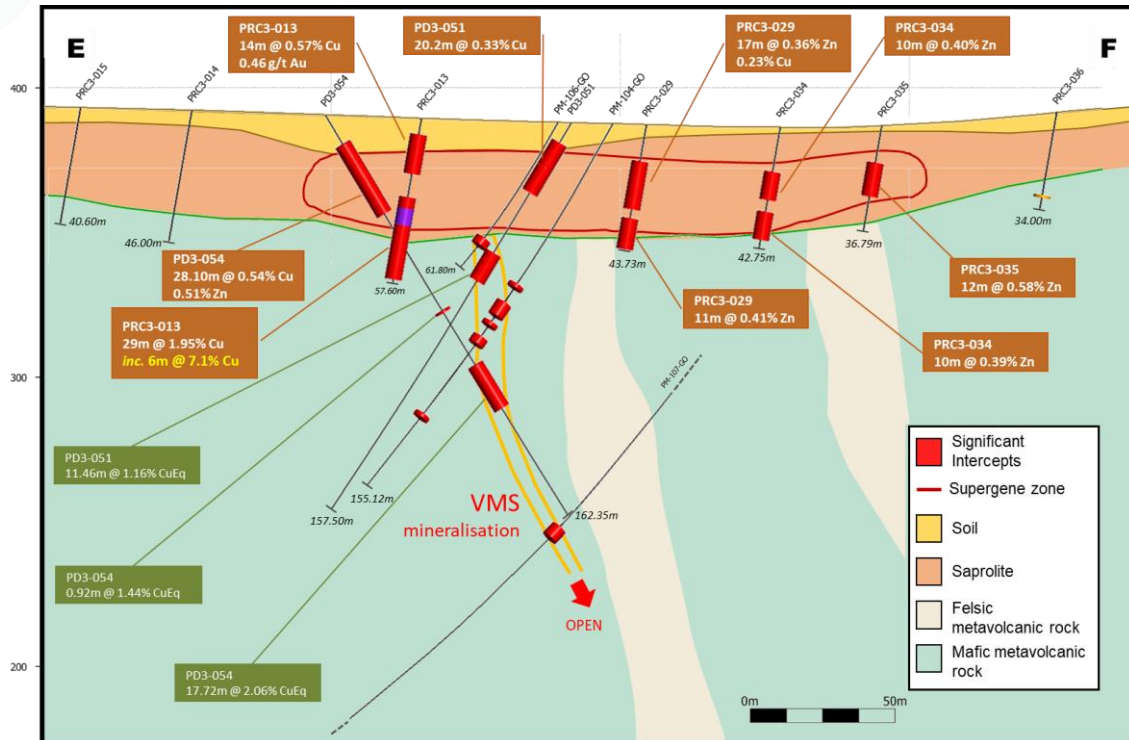 E
F
PRC3-013
14m @ 0.57% Cu
0.46 g/t Au
PD3-051
20.2m @ 0.33% Cu
PRC3-029
17m @ 0.36% Zn
0.23% Cu
PRC3-034
10m @ 0.40% Zn
PRC3-015
PRC3-014
PD3-054
PRC3-013
PM-106-GO
PD3-051
PM-104-GO
PRC3-029
PRC3-034
PRC3-035
PRC3-036
400
40.60m
46.00m
57.60m
61.80m
43.73m
42.75m
36.79m
34.00m
PD3-054
28.10m @ 0.54% Cu
0.51% Zn
PRC3-013
29m @ 1.95% Cu
inc. 6m @ 7.1% Cu
PRC3-029
11m @ 0.41% Zn
PRC3-035
12m @ 0.58% Zn
PRC3-034
10m @ 0.39% Zn
300
PM-107-GO
PD3-051
11.46m @ 1.16% CuEq
155.12m
157.50m
162.35m
VMS
mineralisation
PD3-054
0.92m @ 1.44% CuEq
OPEN
PD3-054
17.72m @ 2.06% CuEq
200
Significant
Intercepts
Supergene zone
Soil
Saprolite
Felsic
metavolcanic rock
Mafic metavolcanic
rock
0m
50m